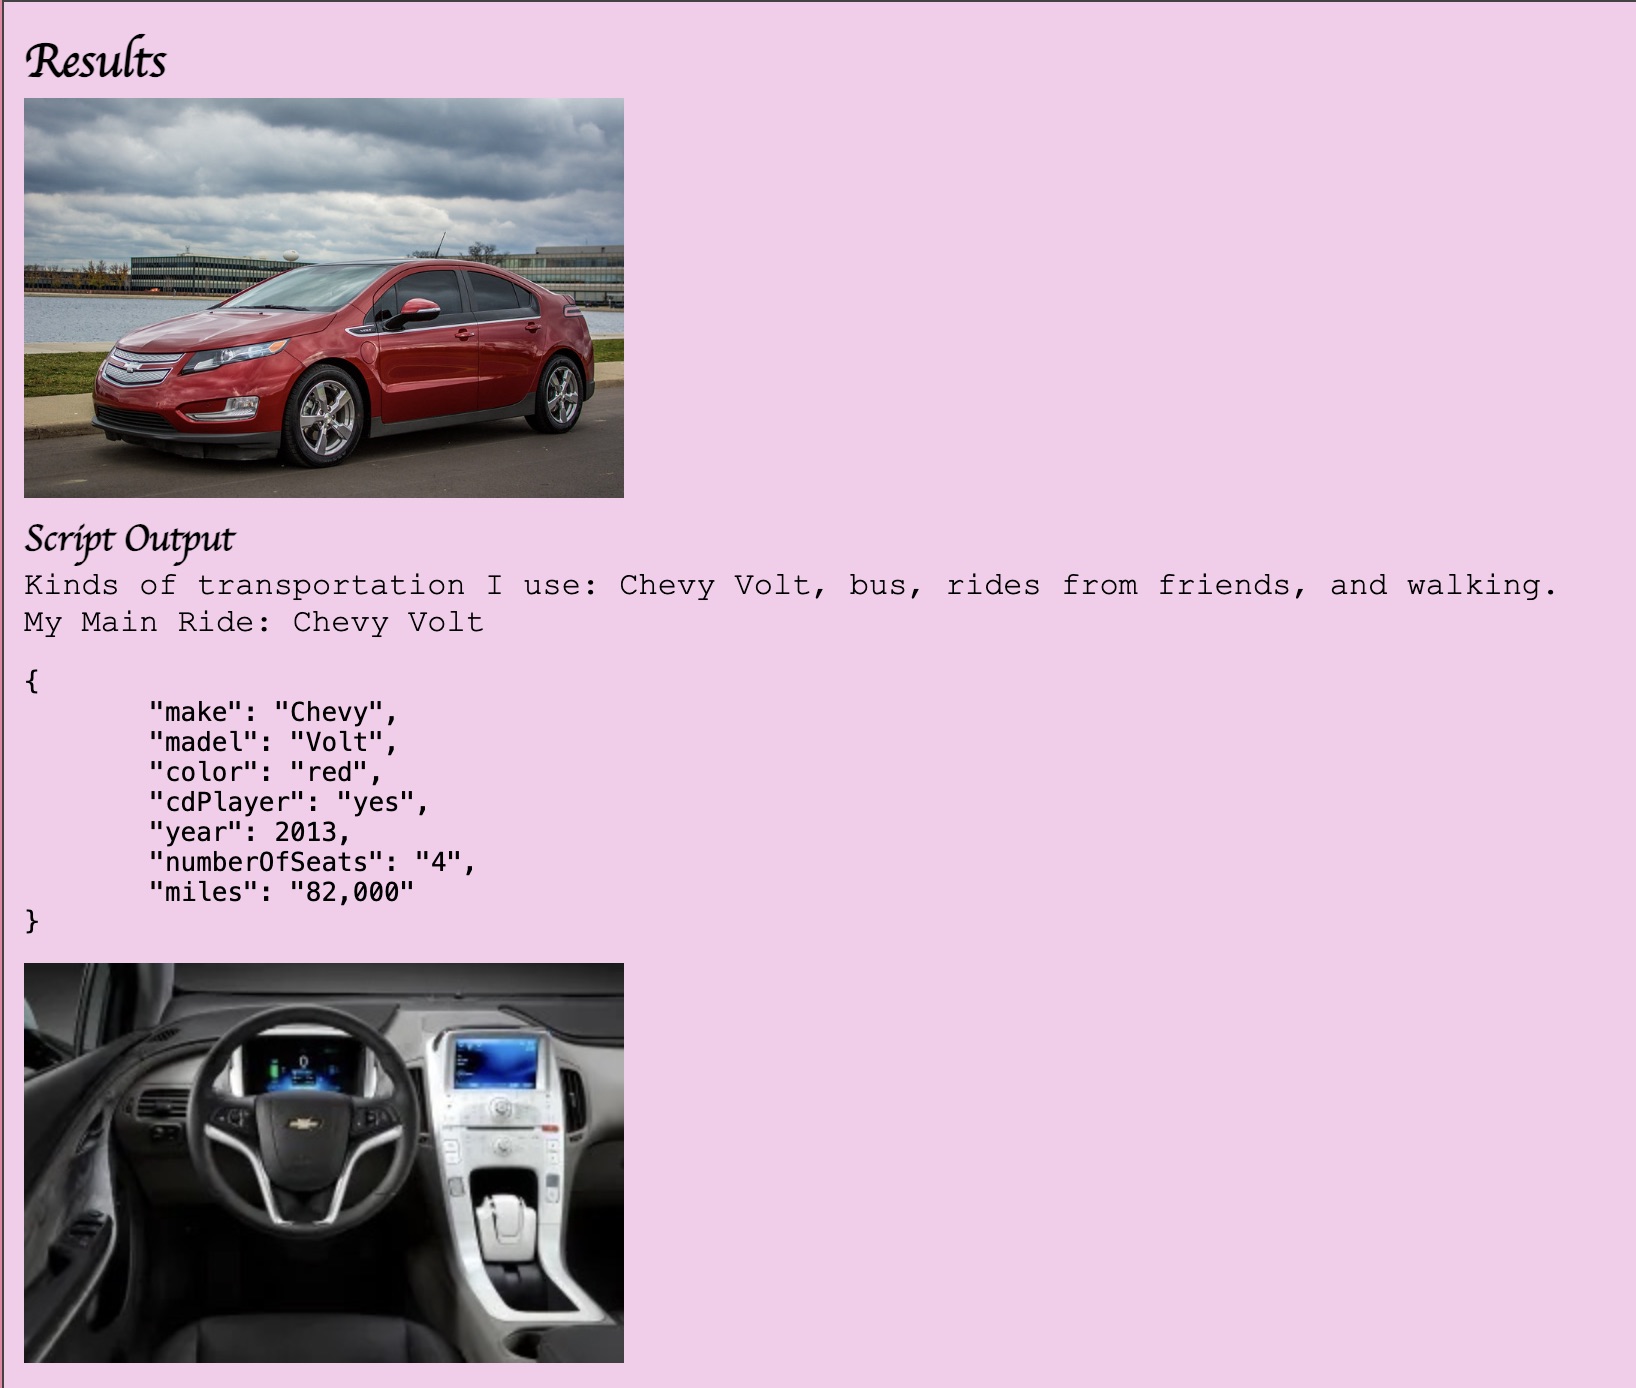 Results
Script Output
Kinds of transportation I use: Chevy Volt, bus, rides from friends, and walking.
My Main Ride: Chevy Volt
{
"make": "Chevy",
"madel": "Volt",
"color": "red",
"cdPlayer": "yes",
"year": 2013,
"numberOfSeats": "4",
"miles": "82,000"
}